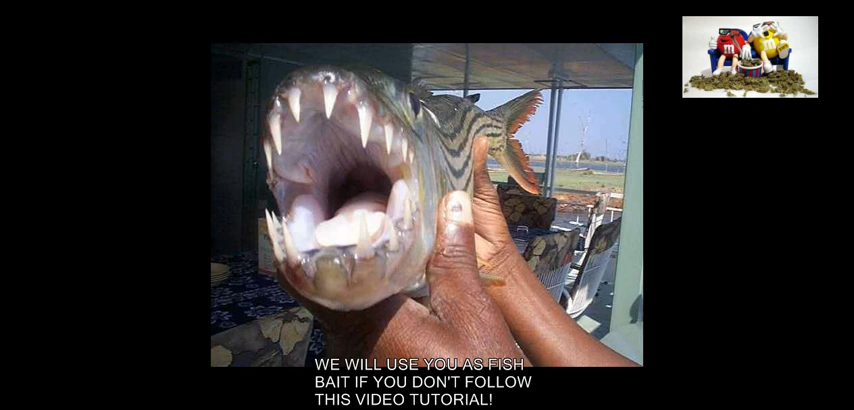 WE WILL USE YOU AS FISH
BAIT IF YOU DON'T FOLLOW
THIS VIDEO TUTORIAL!